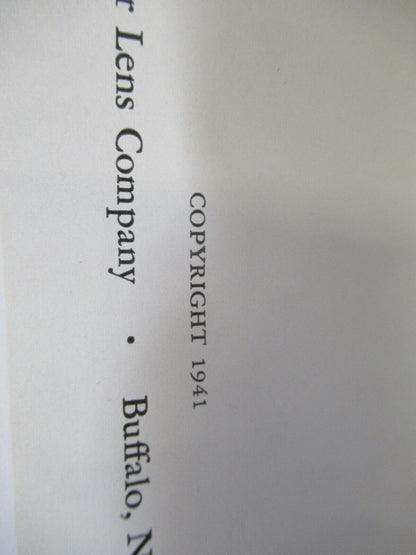 COPYRIGHT 1941
r Lens Company • Buffalo, N